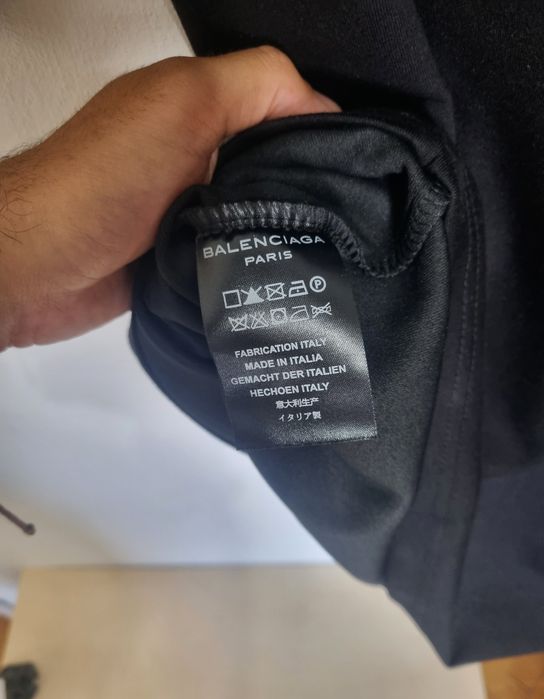 BALENCIAGA
PARIS
FABRICATION ITALY
MADE IN ITALIA
GEMACHT DER ITALIEN
HECHOEN ITALY
意大利生产
イタリア製